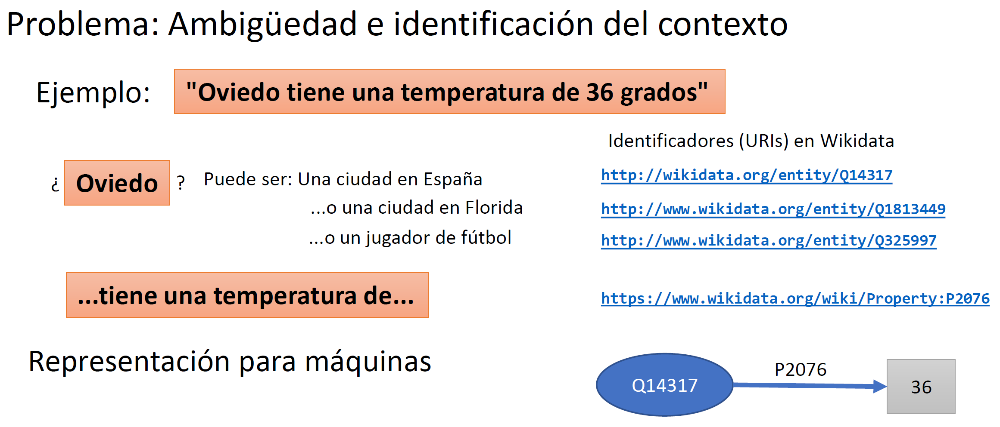 Problema: Ambigüedad e identificación del contexto
Ejemplo: "Oviedo tiene una temperatura de 36 grados"
Identificadores (URIs) en Wikidata
¿ Oviedo ? Puede ser: Una ciudad en España http://wikidata.org/entity/Q14317
...o una ciudad en Florida http://www.wikidata.org/entity/Q1813449
...o un jugador de fútbol http://www.wikidata.org/entity/Q325997
...tiene una temperatura de... https://www.wikidata.org/wiki/Property:P2076
Representación para máquinas
Q14317 P2076 36